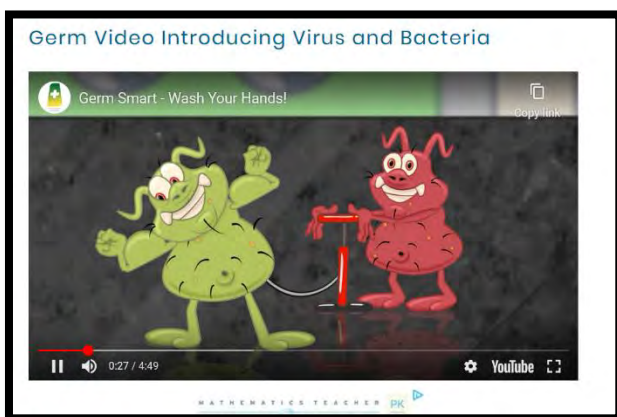 Germ Video Introducing Virus and Bacteria
Germ Smart - Wash Your Hands!
Copy link
0:27 / 4:49
YouTube
MATHEMATICS TEACHER PK